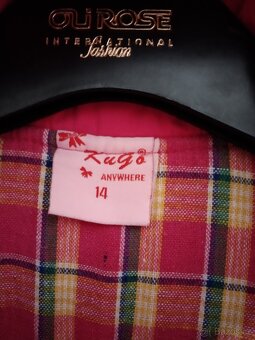 OLI ROSE
INTERNATIONAL
Fashion
Kugo
ANYWHERE
14